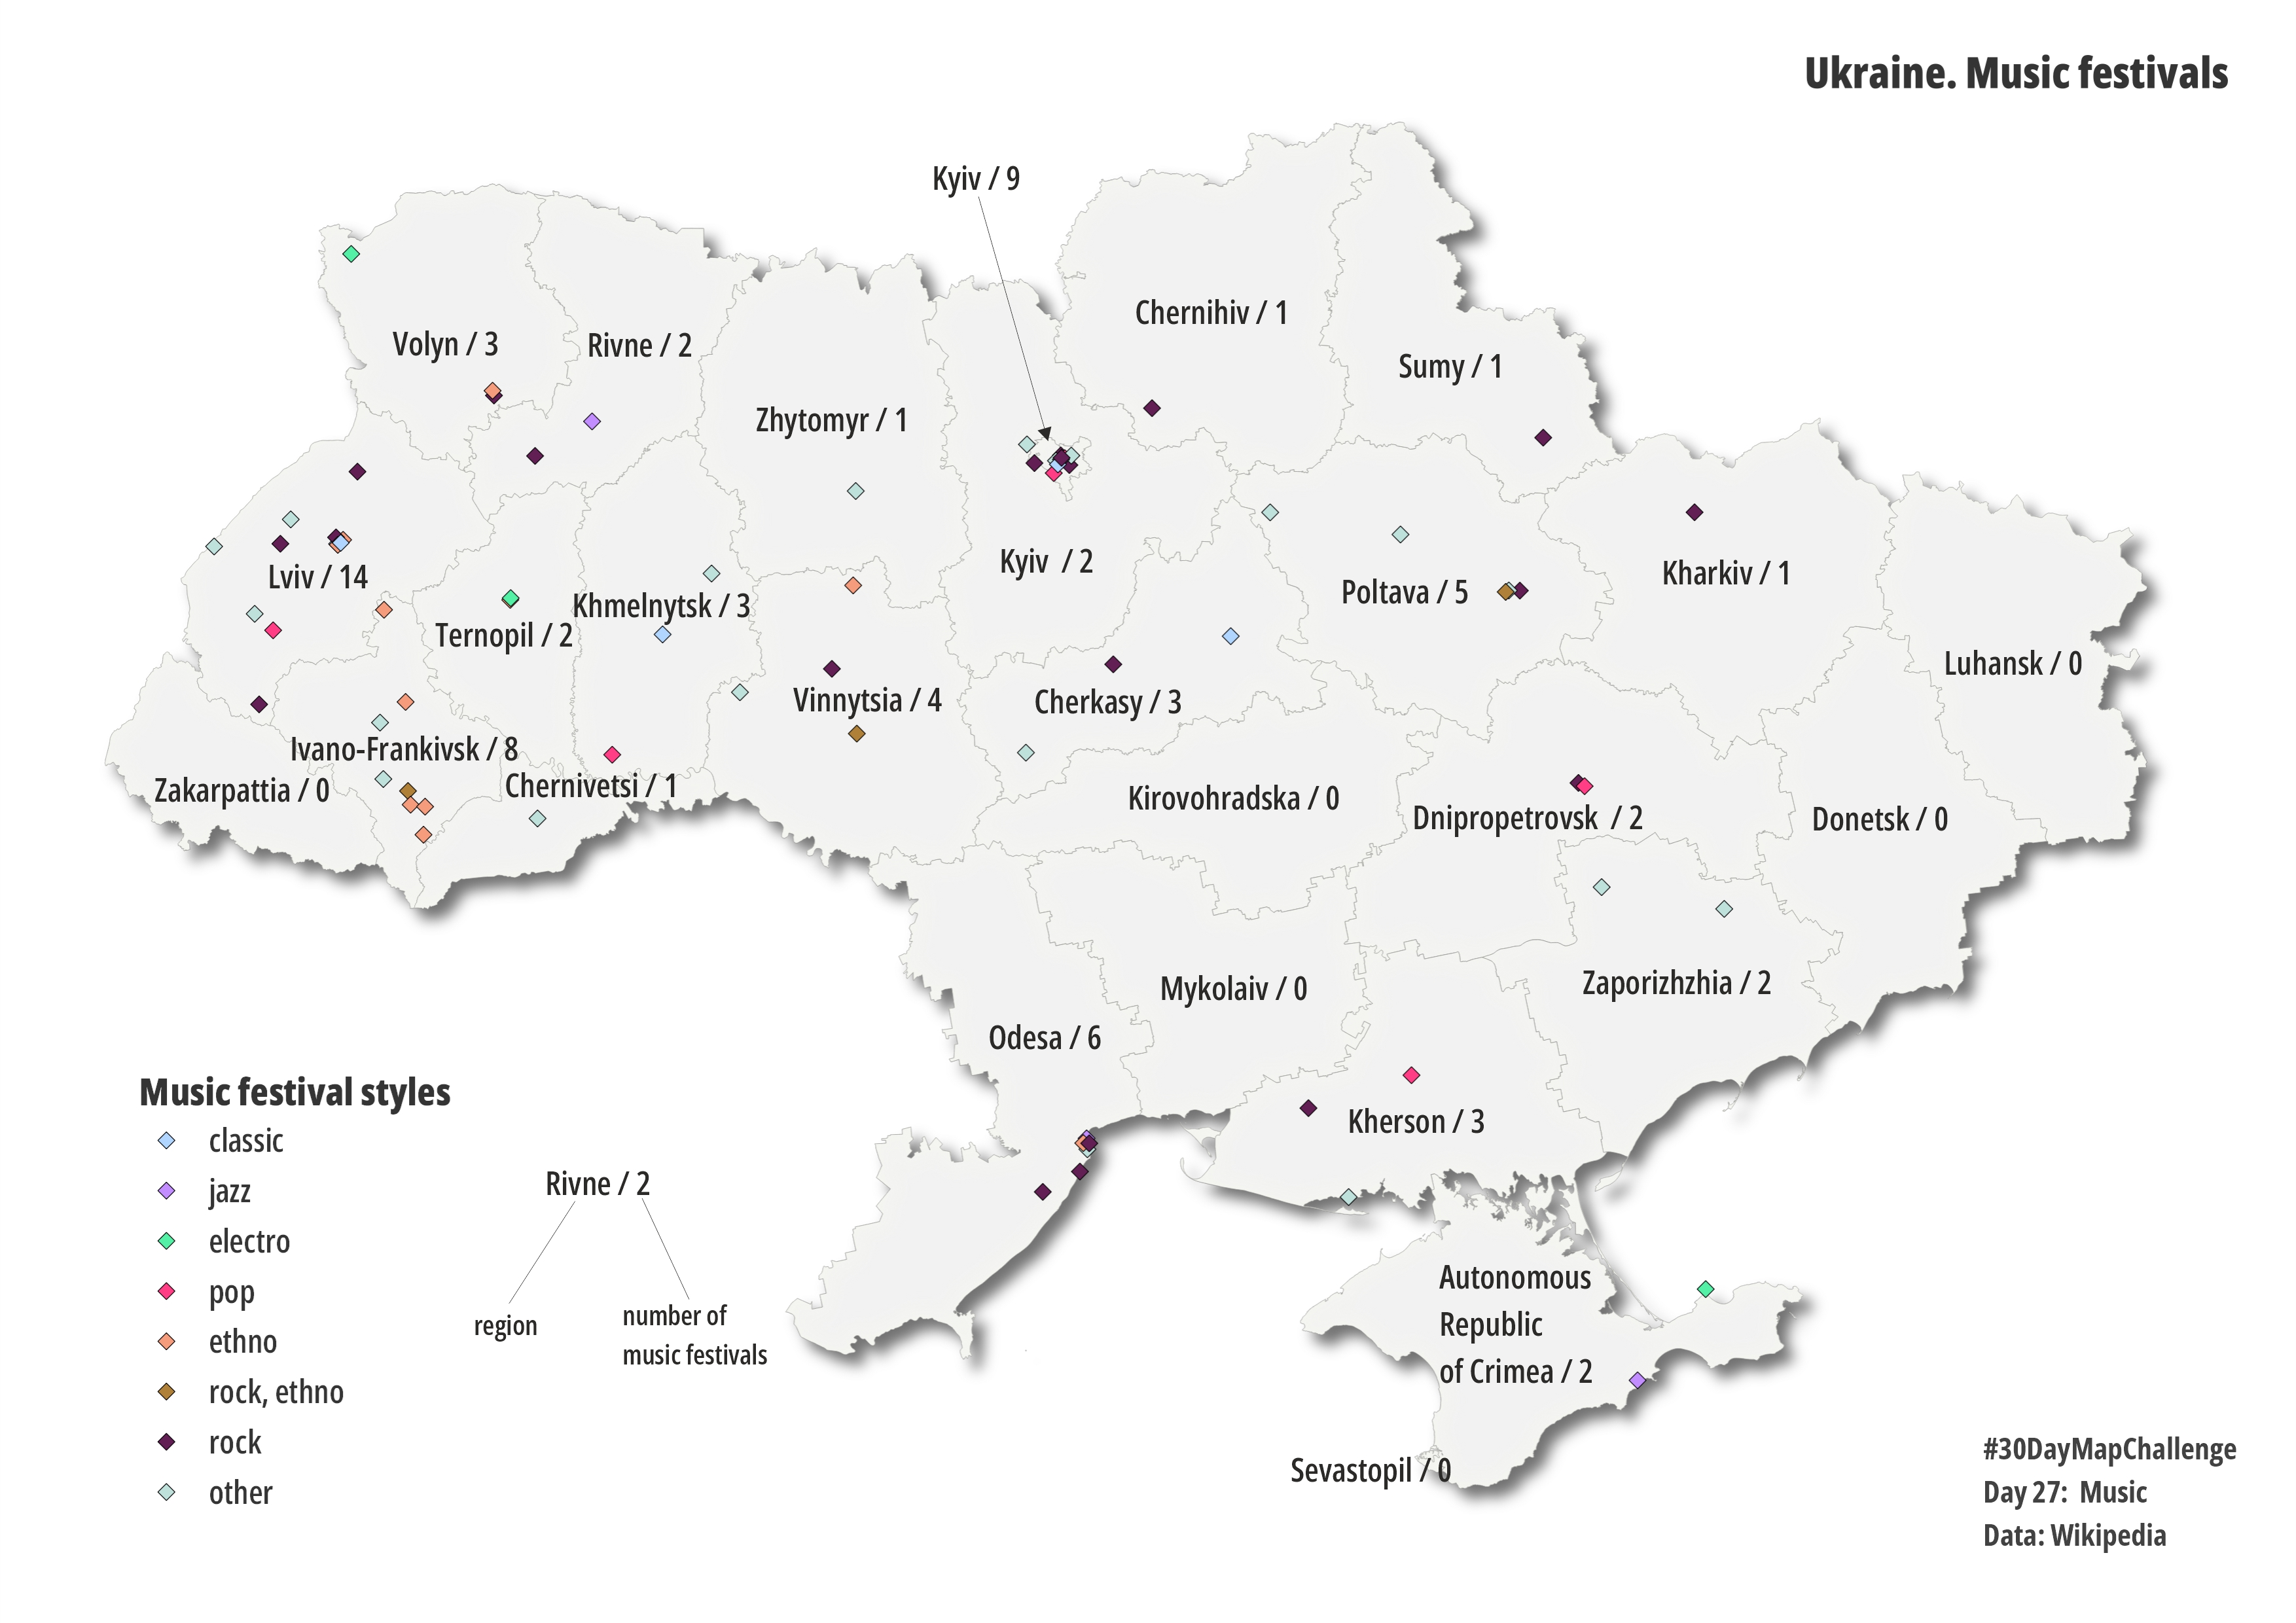 Ukraine. Music festivals
Kyiv / 9
Chernihiv / 1
Volyn / 3
Rivne / 2
Sumy / 1
Zhytomyr / 1
Kyiv / 2
Lviv / 14
Kharkiv / 1
Poltava / 5
Khmelnytsk / 3
Ternopil / 2
Luhansk / 0
Vinnytsia / 4
Cherkasy / 3
Ivano-Frankivsk / 8
Zakarpattia / 0
Chernivetsi / 1
Kirovohradska / 0
Dnipropetrovsk / 2
Donetsk / 0
Zaporizhzhia / 2
Mykolaiv / 0
Odesa / 6
Kherson / 3
Autonomous
Republic
of Crimea / 2
Sevastopil / 0
Music festival styles
classic
jazz
electro
pop
ethno
rock, ethno
rock
other
Rivne / 2
region
number of
music festivals
#30DayMapChallenge
Day 27: Music
Data: Wikipedia